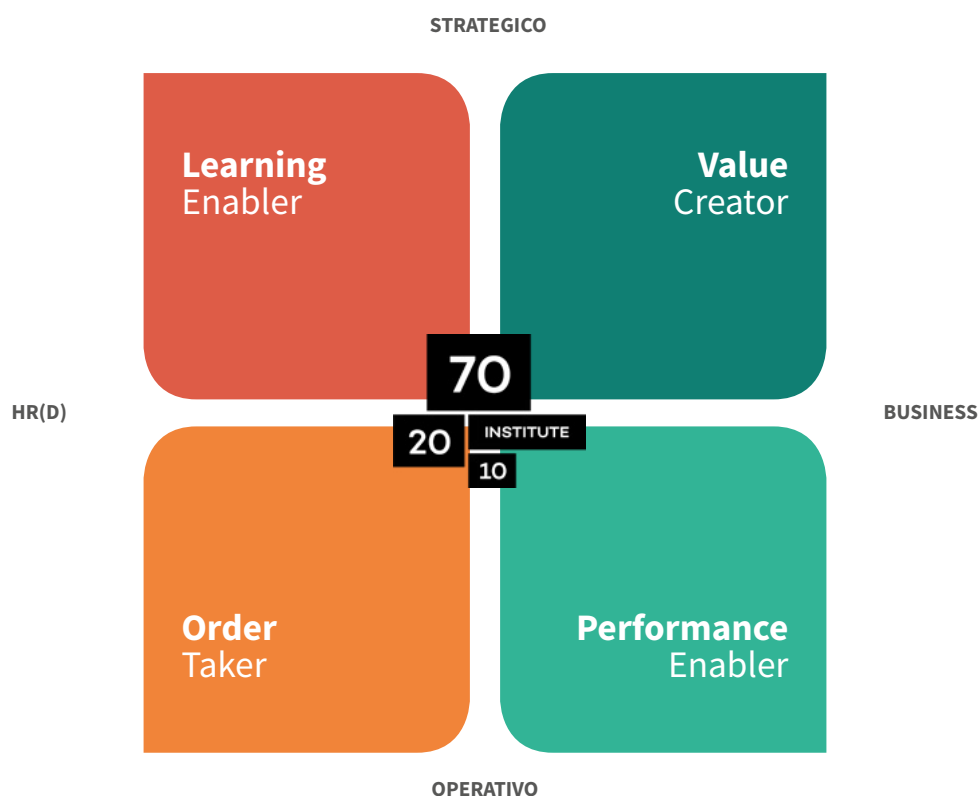 STRATEGICO
Learning
Enabler
Value
Creator
70
HR(D)
BUSINESS
20
INSTITUTE
10
Order
Taker
Performance
Enabler
OPERATIVO